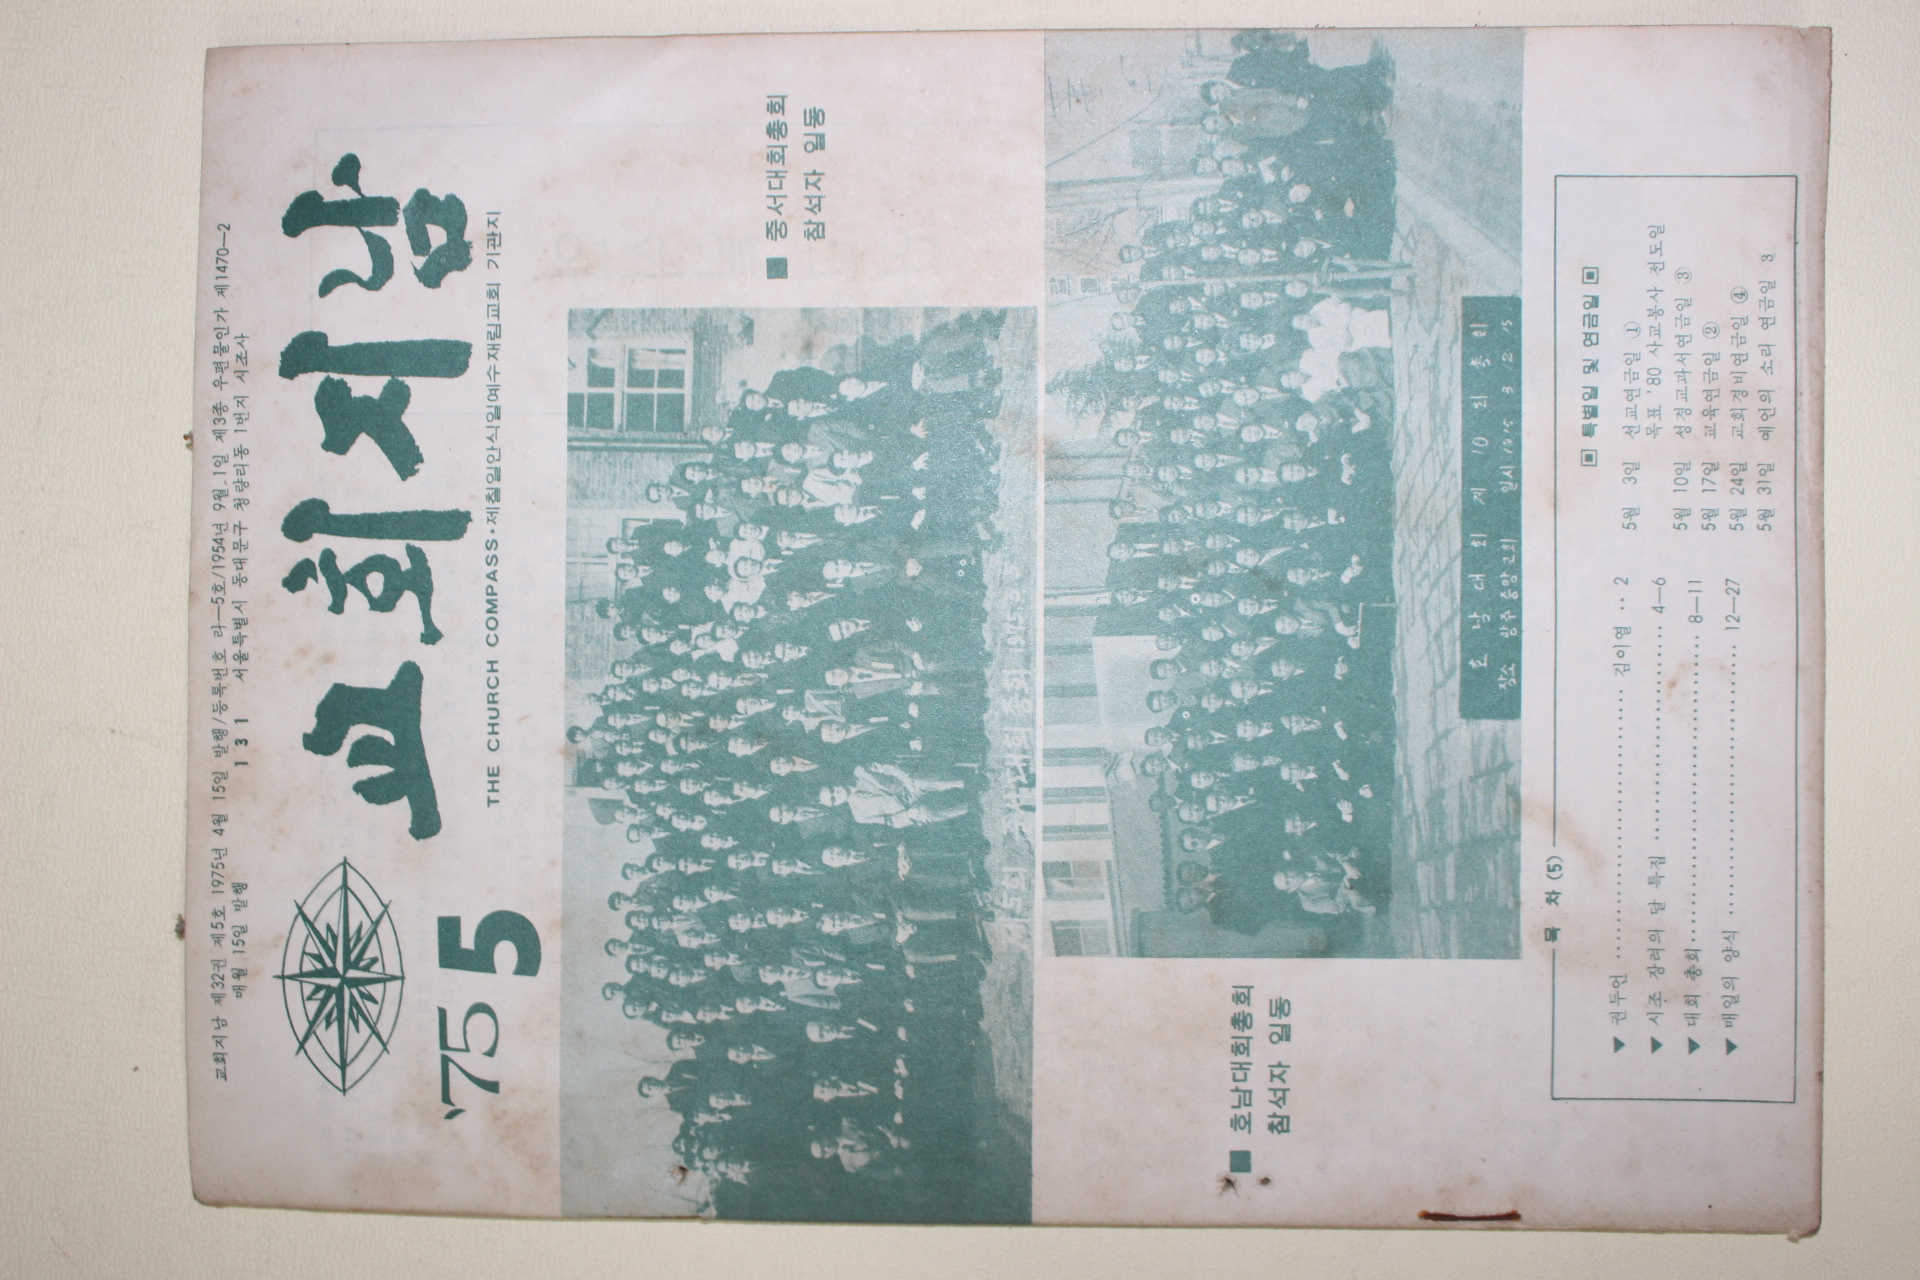 교회지남 제32권 제5호 1975년 4월 15일 발행/등록번호 라—5호/1954년 9월 1일 제3종 우편물인가 제1470—2
매월 15일 발행 131 서울특별시 동대문구 청량리동 1번지 시조사
교회지남
'75 5
THE CHURCH COMPASS·제칠일안식일예수재림교회 기관지
■ 중서대회총회
참석자 일동
1975.3.5
■ 호남대회총회
참석자 일동
호남대회 제10회 총회
장소 광주 중앙교회 일시 1975 3 12 15
목 차 (5)
▼ 권두언 김이열 2
▼ 시조 장려의 달 특집 4—6
▼ 대회 총회 8—11
▼ 매일의 양식 12—27
▣ 특별일 및 연금일 ▣
5월 3일 선교연금일 ①
목표 '80 사교봉사 전도일
5월 10일 성경교과서연금일 ③
5월 17일 교육연금일 ②
5월 24일 교회경비연금일 ④
5월 31일 예언의 소리 연금일 3